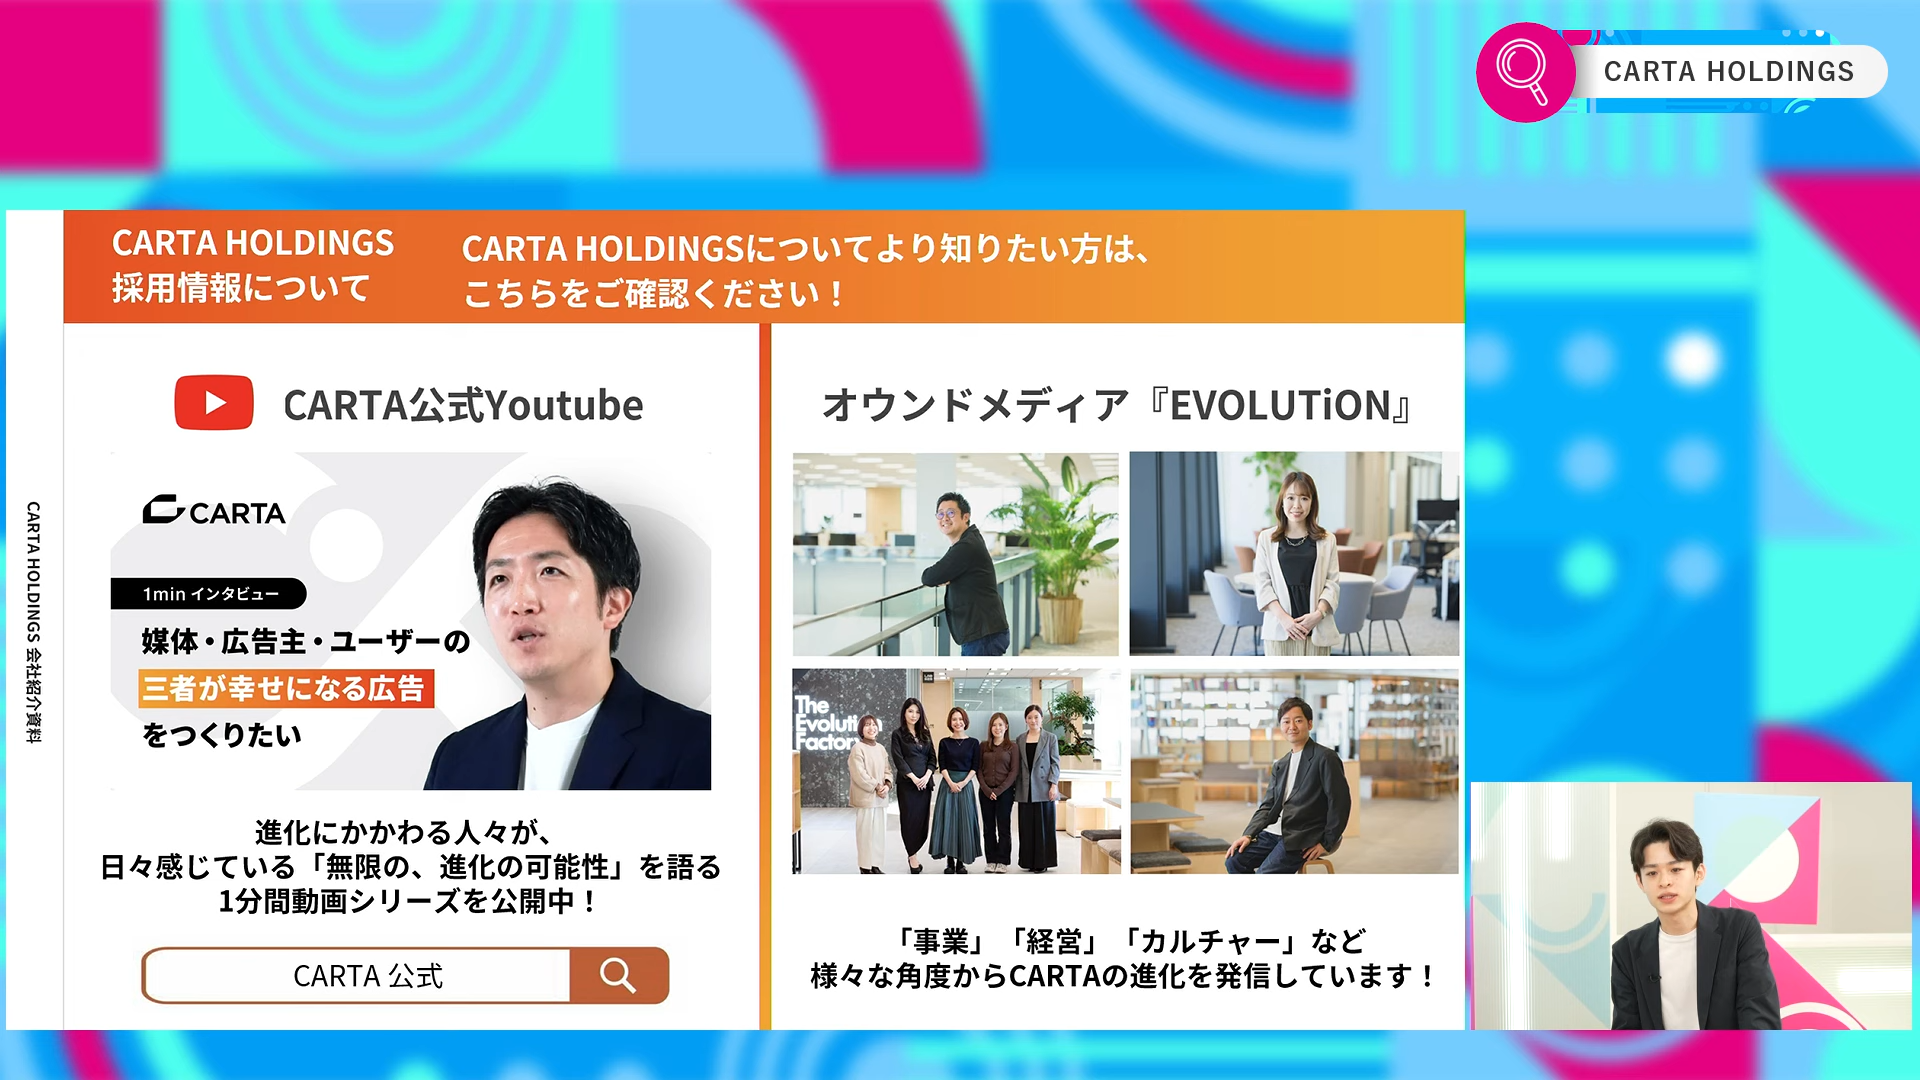 CARTA HOLDINGS
CARTA HOLDINGS
採用情報について
CARTA HOLDINGSについてより知りたい方は、
こちらをご確認ください！
CARTA HOLDINGS 会社紹介資料
CARTA公式Youtube
CARTA
1min インタビュー
媒体・広告主・ユーザーの
三者が幸せになる広告
をつくりたい
進化にかかわる人々が、
日々感じている「無限の、進化の可能性」を語る
1分間動画シリーズを公開中！
CARTA 公式
オウンドメディア『EVOLUTiON』
The
Evoluti
Factor
「事業」「経営」「カルチャー」など
様々な角度からCARTAの進化を発信しています！